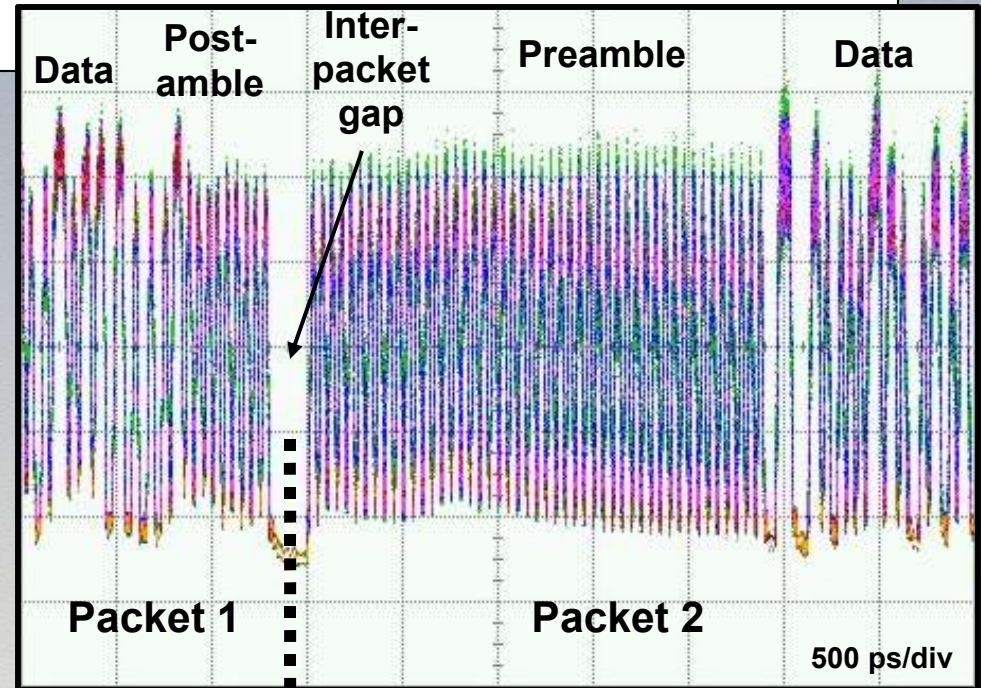 Data
Post-
amble
Inter-
packet
gap
Preamble
Data
Packet 1
Packet 2
500 ps/div